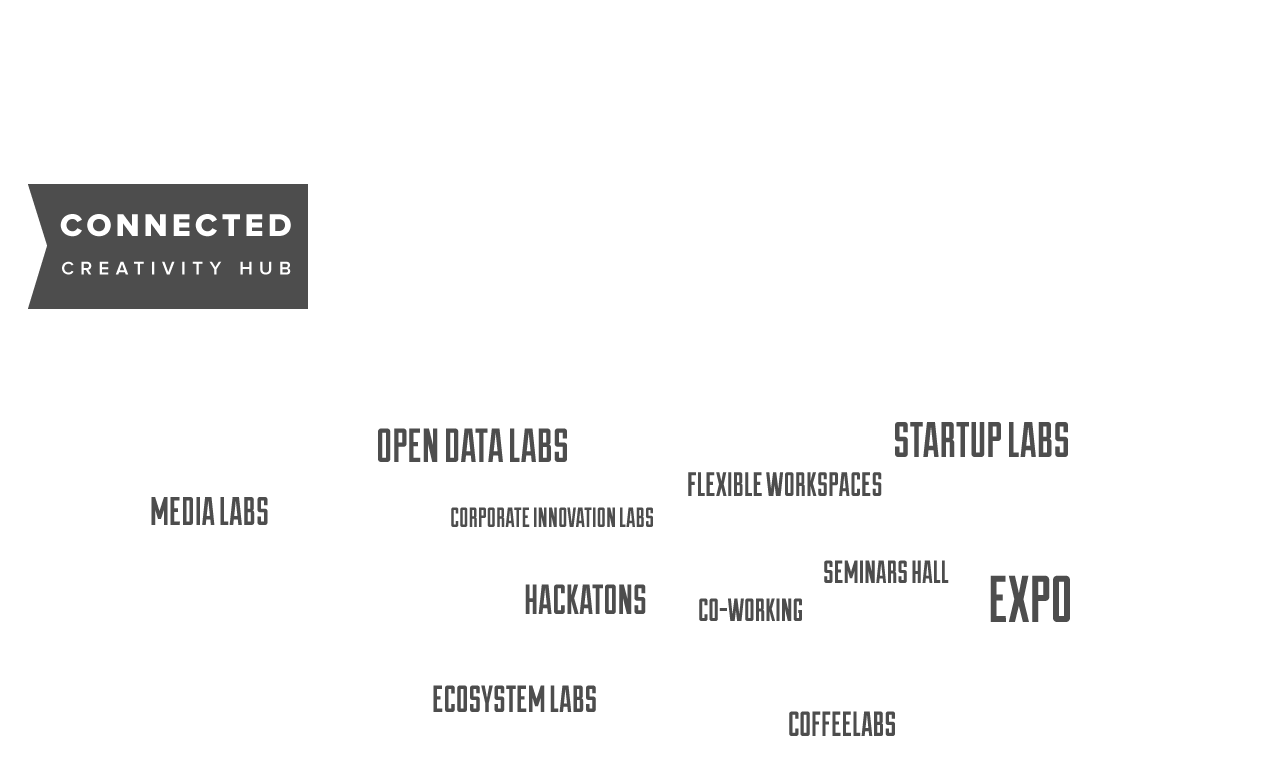 CONNECTED
CREATIVITY HUB
OPEN DATA LABS
STARTUP LABS
FLEXIBLE WORKSPACES
MEDIA LABS
CORPORATE INNOVATION LABS
SEMINARS HALL
HACKATONS
CO-WORKING
EXPO
ECOSYSTEM LABS
COFFEELABS